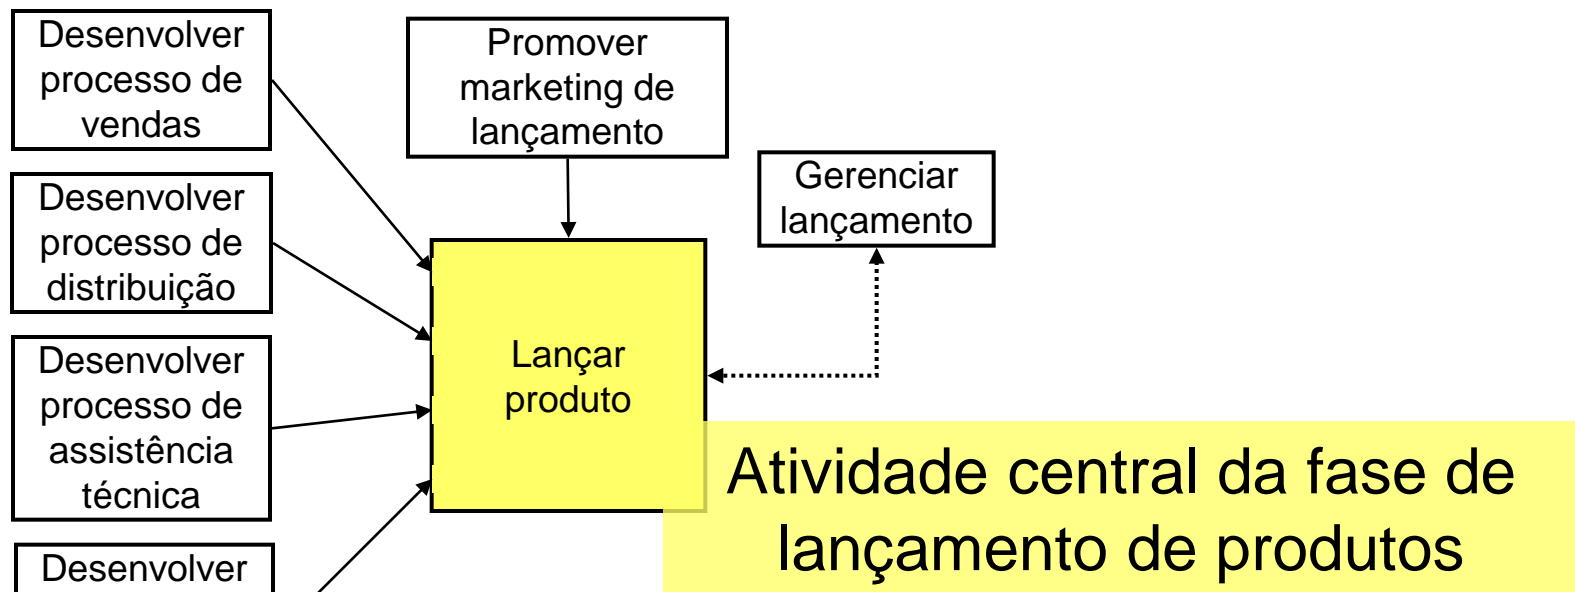 Desenvolver
processo de
vendas
Promover
marketing de
lançamento
Gerenciar
lançamento
Desenvolver
processo de
distribuição
Desenvolver
processo de
assistência
técnica
Lançar
produto
Atividade central da fase de
lançamento de produtos
Desenvolver